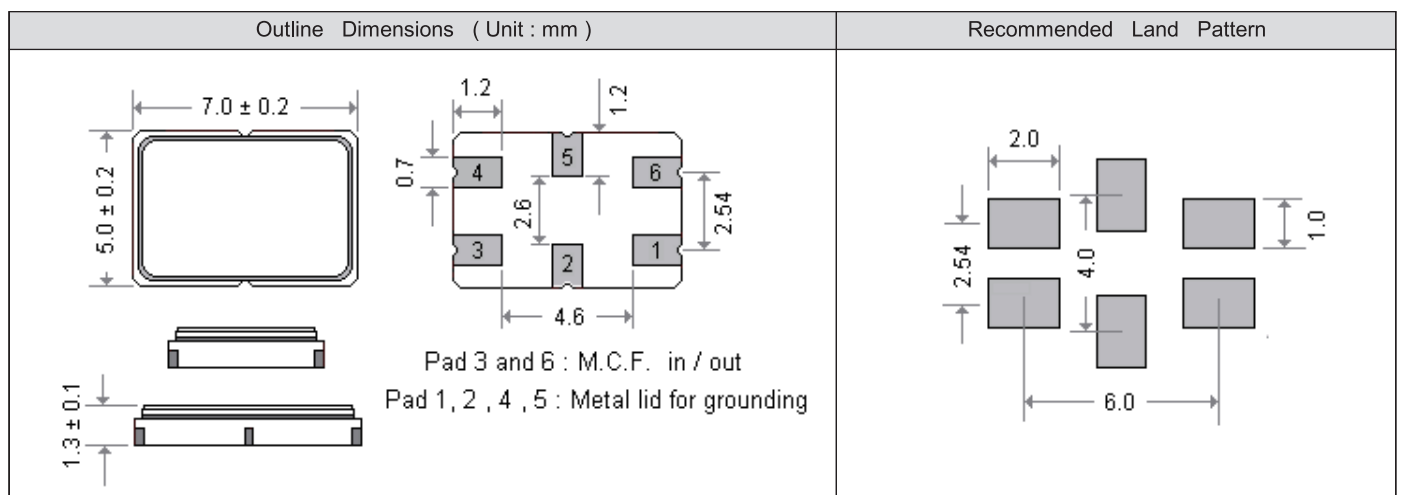 Outline Dimensions ( Unit : mm )
Recommended Land Pattern
7.0 ± 0.2
5.0 ± 0.2
1.3 ± 0.1
1.2
1.2
0.7
4
5
6
2.6
2.54
3
2
1
4.6
Pad 3 and 6 : M.C.F. in / out
Pad 1, 2 , 4 , 5 : Metal lid for grounding
2.0
1.0
2.54
4.0
6.0